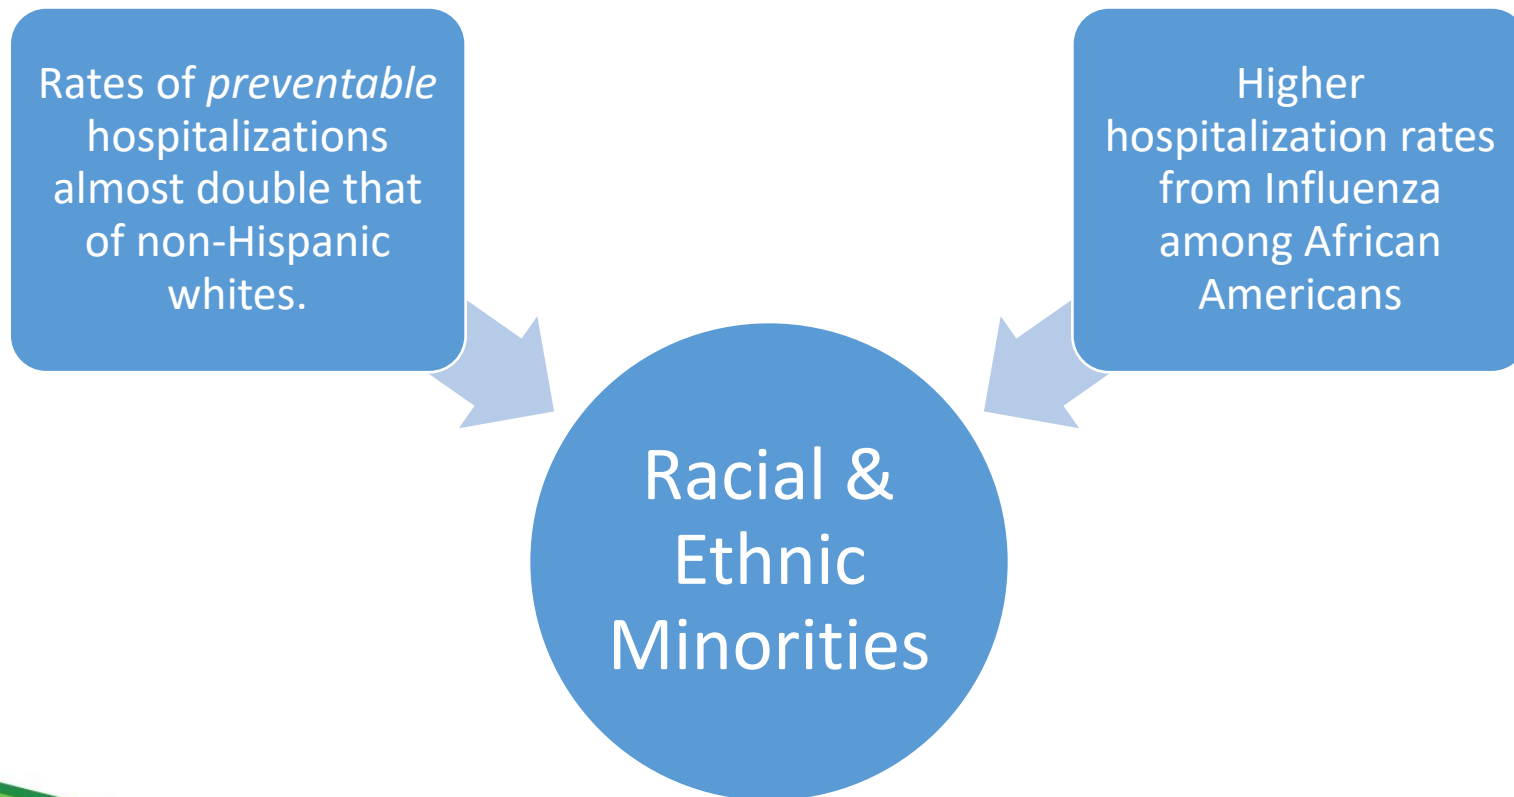 Rates of preventable
hospitalizations
almost double that
of non-Hispanic
whites.
Higher
hospitalization rates
from Influenza
among African
Americans
Racial &
Ethnic
Minorities